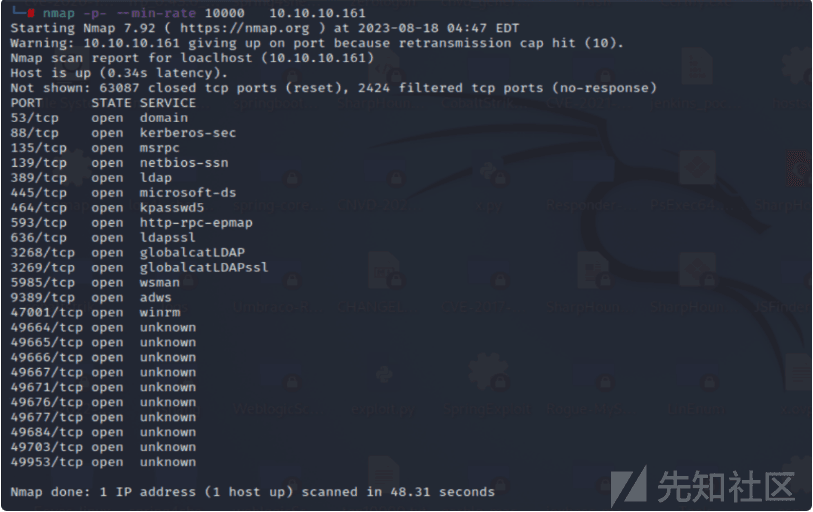 └─# nmap -p- --min-rate 10000   10.10.10.161
Starting Nmap 7.92 ( https://nmap.org ) at 2023-08-18 04:47 EDT
Warning: 10.10.10.161 giving up on port because retransmission cap hit (10).
Nmap scan report for loaclhost (10.10.10.161)
Host is up (0.34s latency).
Not shown: 63087 closed tcp ports (reset), 2424 filtered tcp ports (no-response)
PORT      STATE SERVICE
53/tcp    open  domain
88/tcp    open  kerberos-sec
135/tcp   open  msrpc
139/tcp   open  netbios-ssn
389/tcp   open  ldap
445/tcp   open  microsoft-ds
464/tcp   open  kpasswd5
593/tcp   open  http-rpc-epmap
636/tcp   open  ldapssl
3268/tcp  open  globalcatLDAP
3269/tcp  open  globalcatLDAPssl
5985/tcp  open  wsman
9389/tcp  open  adws
47001/tcp open  winrm
49664/tcp open  unknown
49665/tcp open  unknown
49666/tcp open  unknown
49667/tcp open  unknown
49671/tcp open  unknown
49676/tcp open  unknown
49677/tcp open  unknown
49684/tcp open  unknown
49703/tcp open  unknown
49953/tcp open  unknown
Nmap done: 1 IP address (1 host up) scanned in 48.31 seconds
先知社区